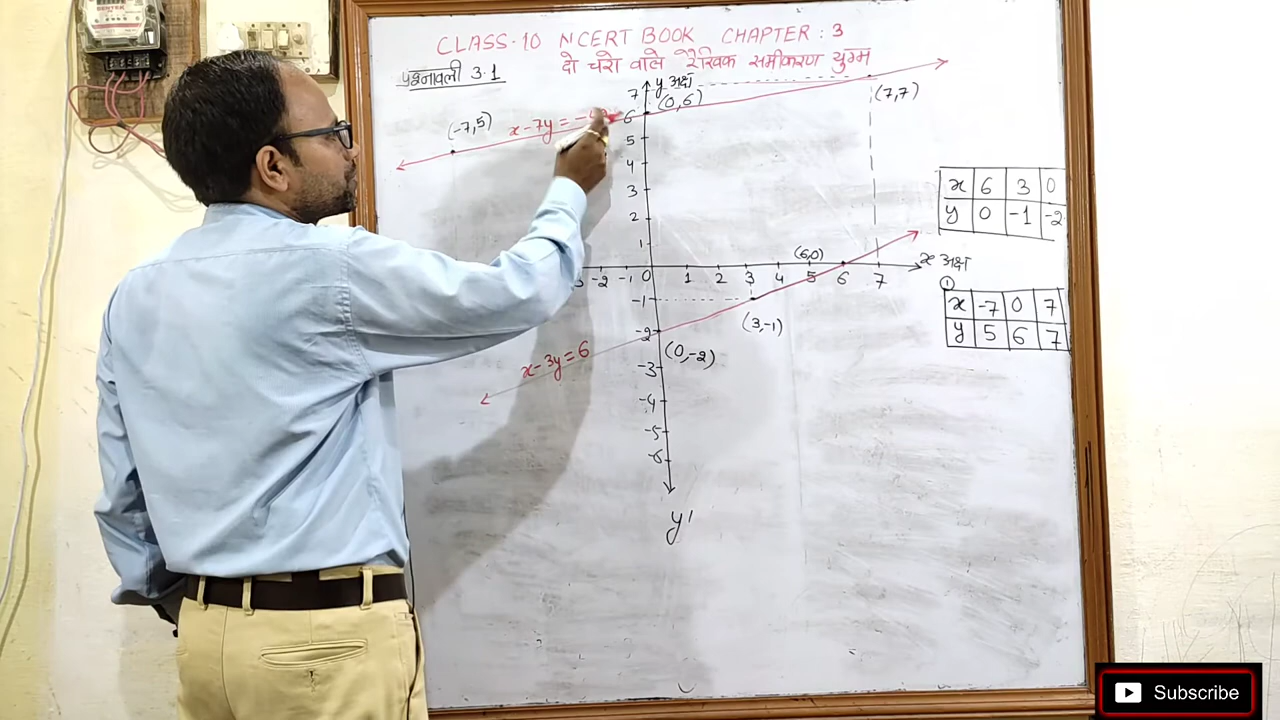 CLASS-10 NCERT BOOK CHAPTER: 3
दो चरो वाले रैखिक समीकरण युग्म
प्रश्नावली 3.1
y अक्ष
7
(0,6)
(7,7)
(-7,5)
x-7y = -
6
5
4
3
2
1
(6,0)
x अक्ष
-3 -2 -1 0 1 2 3 4 5 6 7
-1
(3,-1)
-2
(0,-2)
x-3y=6
-3
-4
-5
-6
y'
x 6 3 0
y 0 -1 -2
①
x -7 0 7
y 5 6 7
Subscribe